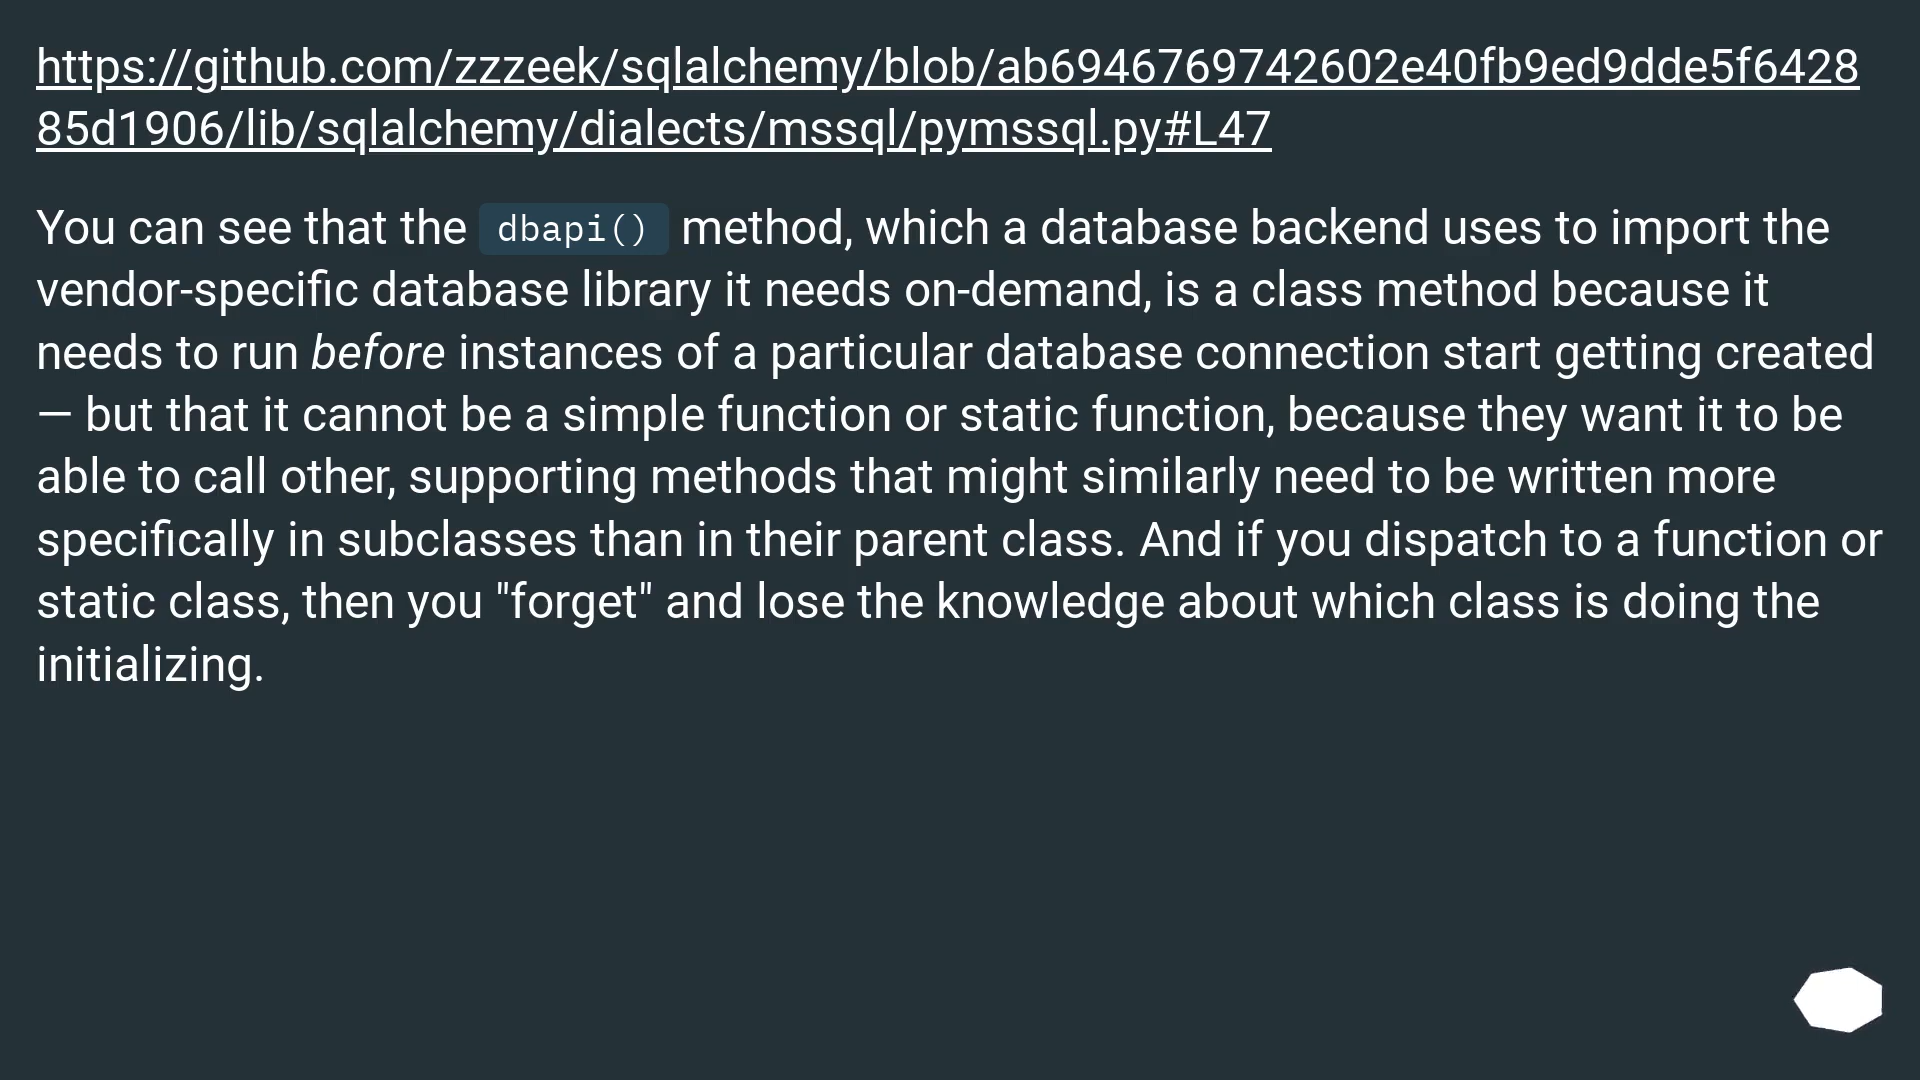 https://github.com/zzzeek/sqlalchemy/blob/ab6946769742602e40fb9ed9dde5f6428
85d1906/lib/sqlalchemy/dialects/mssql/pymssql.py#L47
You can see that the dbapi() method, which a database backend uses to import the
vendor-specific database library it needs on-demand, is a class method because it
needs to run before instances of a particular database connection start getting created
— but that it cannot be a simple function or static function, because they want it to be
able to call other, supporting methods that might similarly need to be written more
specifically in subclasses than in their parent class. And if you dispatch to a function or
static class, then you "forget" and lose the knowledge about which class is doing the
initializing.